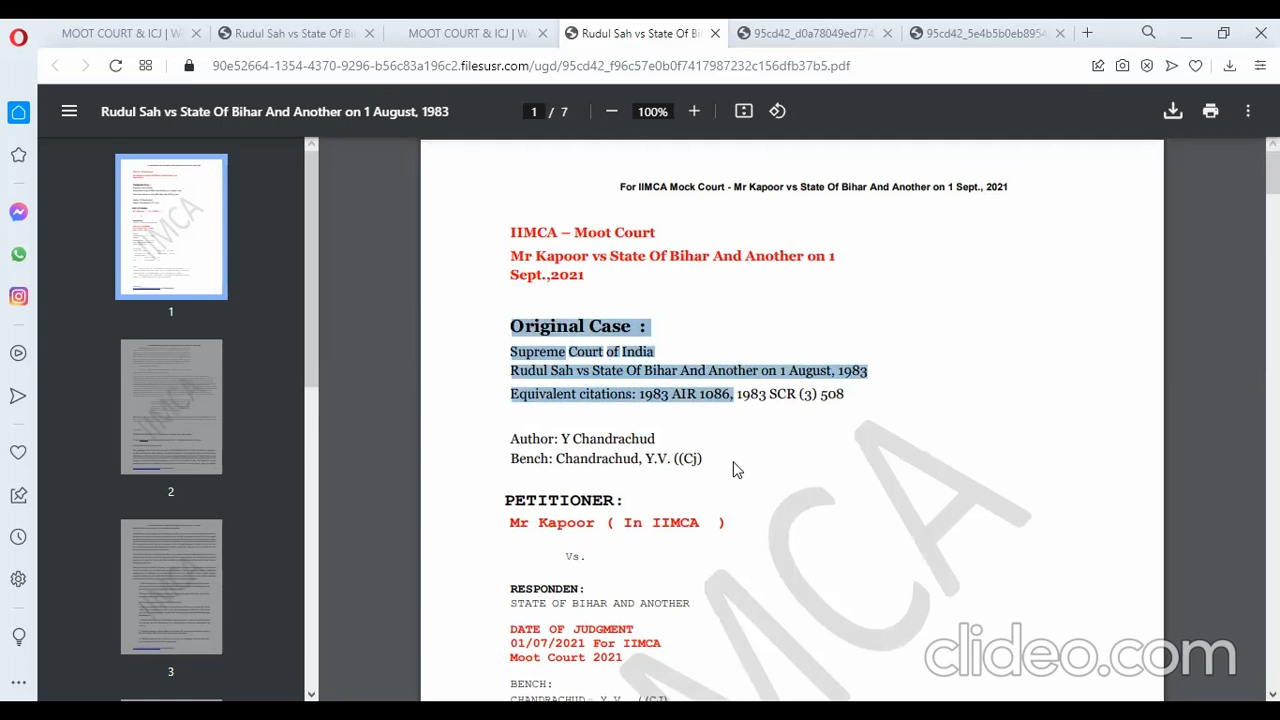 MOOT COURT & ICJ | W
Rudul Sah vs State Of B
MOOT COURT & ICJ | W
Rudul Sah vs State Of B
95cd42_d0a78049ed774
95cd42_5e4b5b0eb8954
90e52664-1354-4370-9296-b56c83a196c2.filesusr.com/ugd/95cd42_f96c57e0b0f7417987232c156dfb37b5.pdf
Rudul Sah vs State Of Bihar And Another on 1 August, 1983
1 / 7
100%
For IIMCA Mock Court - Mr Kapoor vs State Of Bihar And Another on 1 Sept., 2021
IIMCA – Moot Court
Mr Kapoor vs State Of Bihar And Another on 1
Sept.,2021
Original Case :
Supreme Court of India
Rudul Sah vs State Of Bihar And Another on 1 August, 1983
Equivalent citations: 1983 AIR 1086, 1983 SCR (3) 508
Author: Y Chandrachud
Bench: Chandrachud, Y.V. ((Cj)
PETITIONER:
Mr Kapoor ( In IIMCA )
Vs.
RESPONDEN:
STATE OF BIHAR AND ANOTHER
DATE OF JUDGMENT
01/07/2021 For IIMCA
Moot Court 2021
BENCH:
CHANDRACHUD, Y.V. ((CJ)
IIMCA
1
2
3
clideo.com